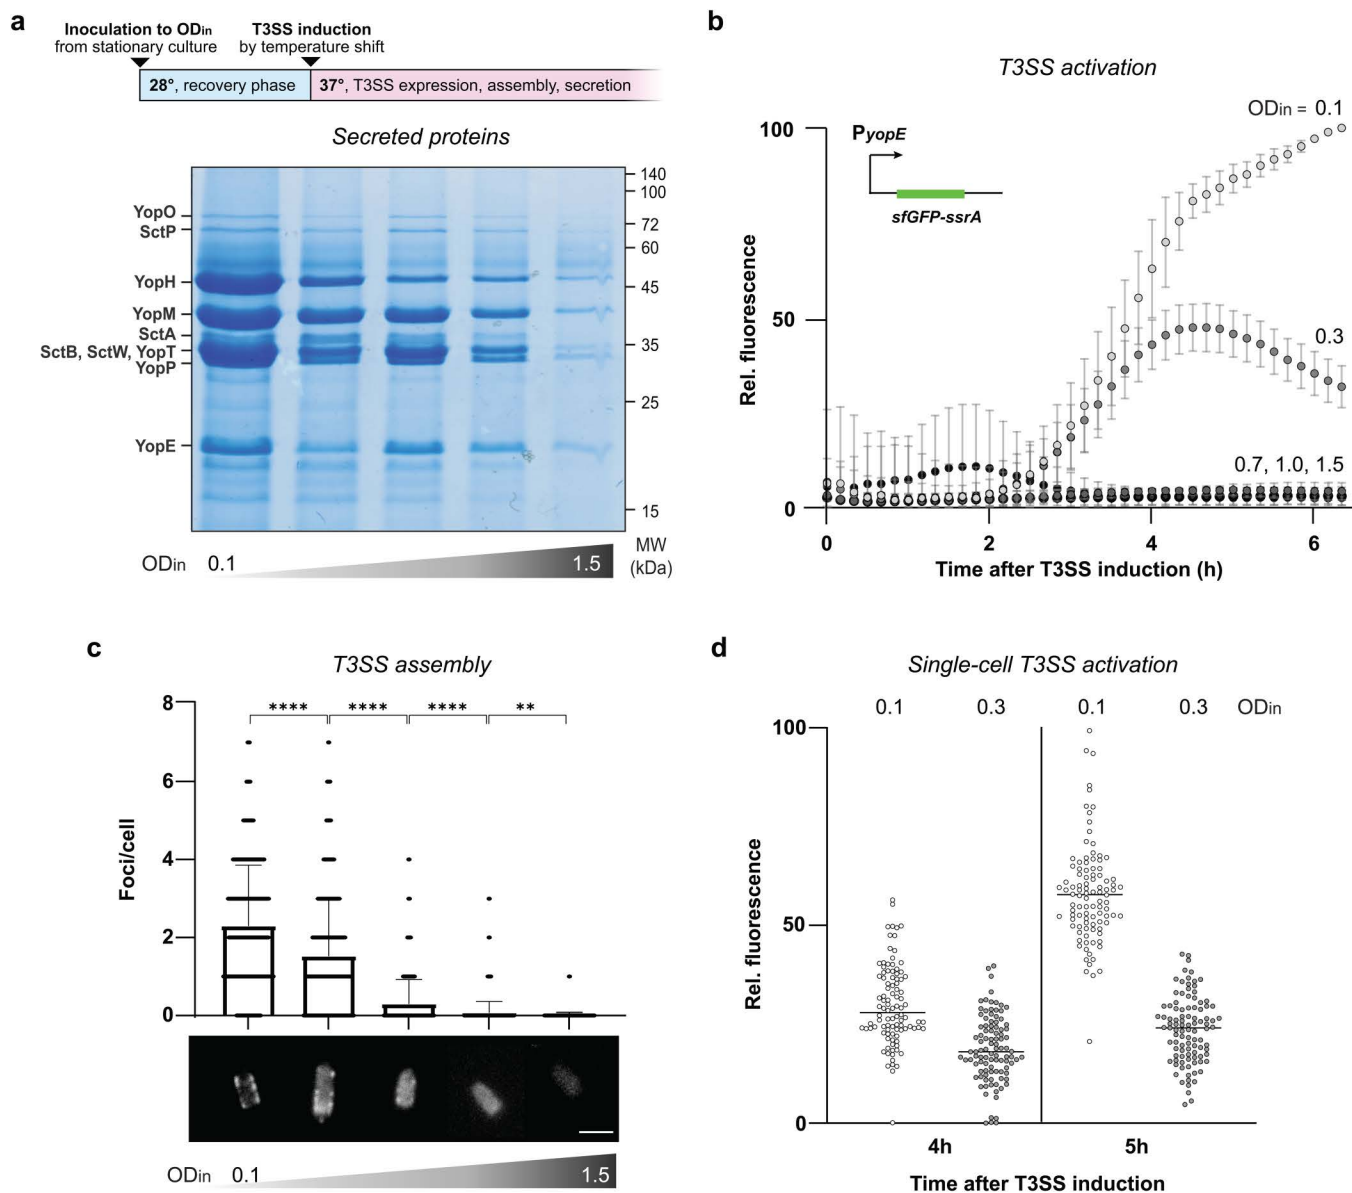 a
Inoculation to ODin
from stationary culture
T3SS induction
by temperature shift
28°, recovery phase
37°, T3SS expression, assembly, secretion
Secreted proteins
YopO
SctP
YopH
YopM
SctA
SctB, SctW, YopT
YopP
YopE
140
100
72
60
45
35
25
15
MW
(kDa)
ODin
0.1
1.5
b
T3SS activation
ODin = 0.1
0.3
0.7, 1.0, 1.5
PyopE
sfGFP-ssrA
Rel. fluorescence
100
50
0
0
2
4
6
Time after T3SS induction (h)
c
T3SS assembly
****
****
****
**
Foci/cell
8
6
4
2
0
ODin
0.1
1.5
d
Single-cell T3SS activation
0.1
0.3
0.1
0.3
ODin
Rel. fluorescence
100
50
0
4h
5h
Time after T3SS induction